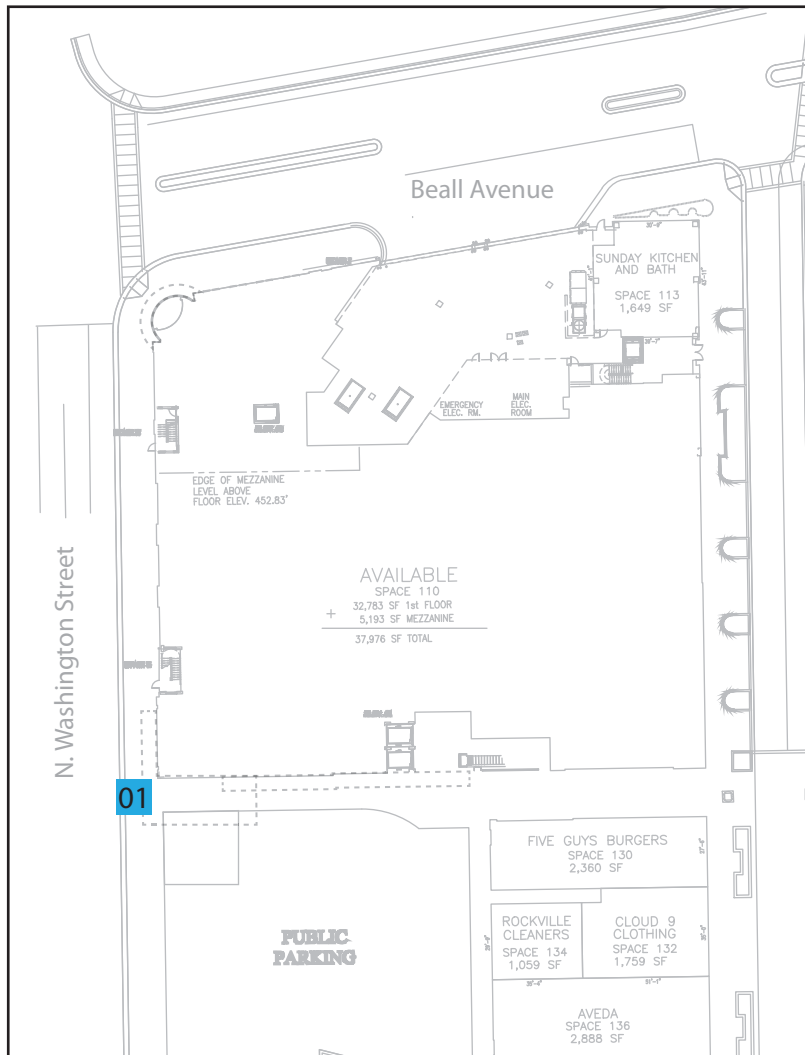 Beall Avenue
SUNDAY KITCHEN
AND BATH
SPACE 113
1,649 SF
EMERGENCY
ELEC. RM.
MAIN
ELEC.
ROOM
EDGE OF MEZZANINE
LEVEL ABOVE
FLOOR ELEV. 452.83'
N. Washington Street
AVAILABLE
SPACE 110
32,783 SF 1st FLOOR
+ 5,193 SF MEZZANINE
37,976 SF TOTAL
01
FIVE GUYS BURGERS
SPACE 130
2,360 SF
PUBLIC
PARKING
ROCKVILLE
CLEANERS
SPACE 134
1,059 SF
CLOUD 9
CLOTHING
SPACE 132
1,759 SF
AVEDA
SPACE 136
2,888 SF